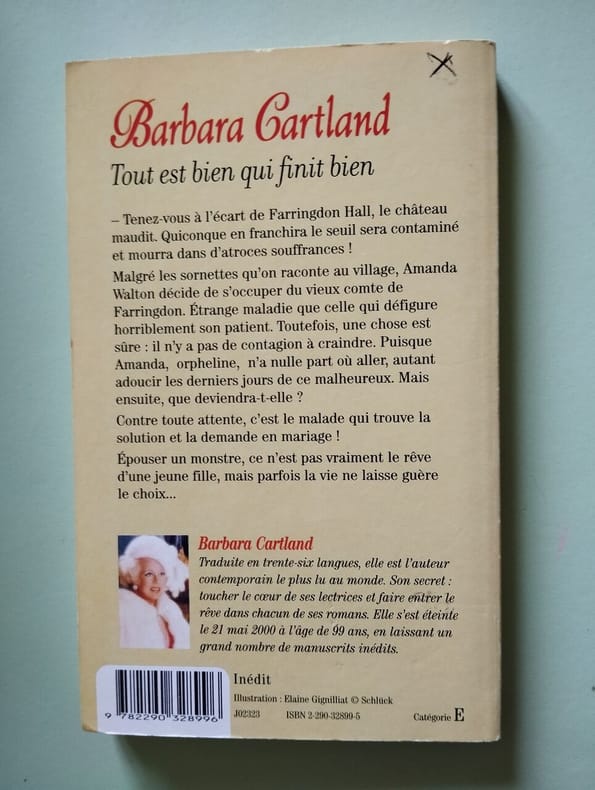 Barbara Cartland
Tout est bien qui finit bien
– Tenez-vous à l'écart de Farringdon Hall, le château
maudit. Quiconque en franchira le seuil sera contaminé
et mourra dans d'atroces souffrances !
Malgré les sornettes qu'on raconte au village, Amanda
Walton décide de s'occuper du vieux comte de
Farringdon. Étrange maladie que celle qui défigure
horriblement son patient. Toutefois, une chose est
sûre : il n'y a pas de contagion à craindre. Puisque
Amanda, orpheline, n'a nulle part où aller, autant
adoucir les derniers jours de ce malheureux. Mais
ensuite, que deviendra-t-elle ?
Contre toute attente, c'est le malade qui trouve la
solution et la demande en mariage !
Épouser un monstre, ce n'est pas vraiment le rêve
d'une jeune fille, mais parfois la vie ne laisse guère
le choix...
Barbara Cartland
Traduite en trente-six langues, elle est l'auteur
contemporain le plus lu au monde. Son secret :
toucher le cœur de ses lectrices et faire entrer le
rêve dans chacun de ses romans. Elle s'est éteinte
le 21 mai 2000 à l'âge de 99 ans, en laissant un
grand nombre de manuscrits inédits.
Inédit
Illustration : Elaine Gignilliat © Schlück
J02323 ISBN 2-290-32899-5 Catégorie E
9 782290 328996